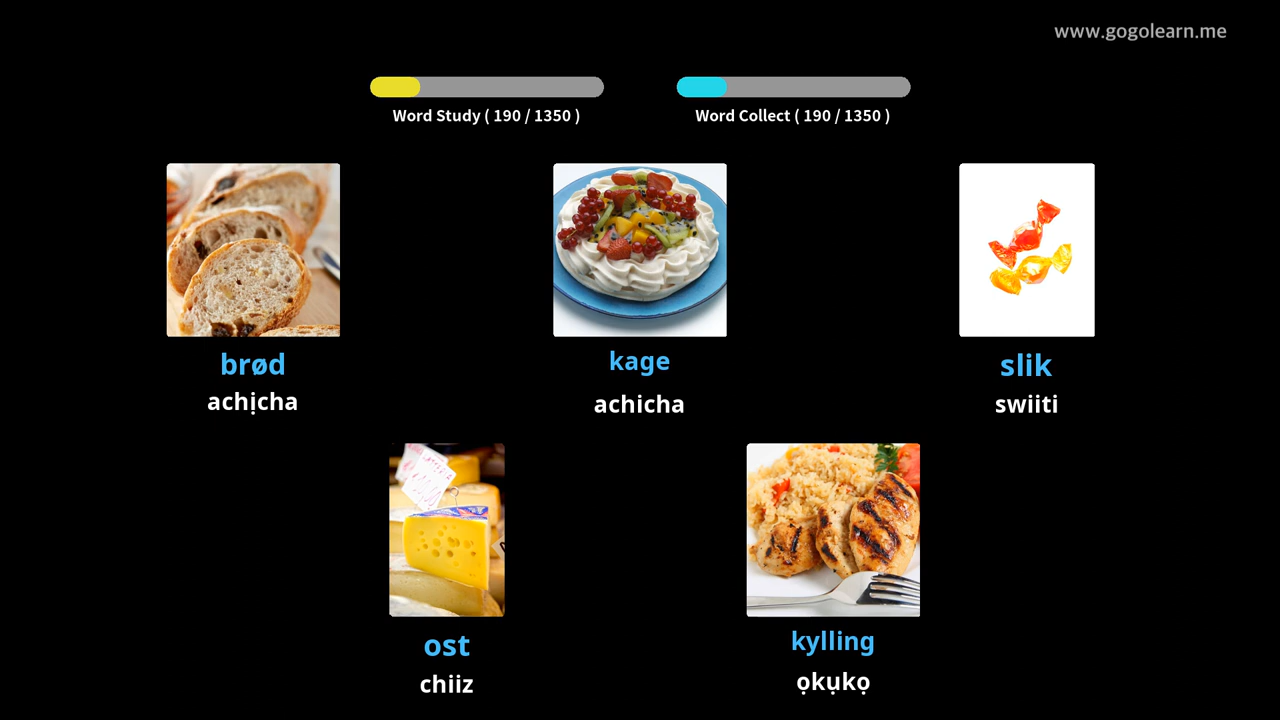 www.gogolearn.me
Word Study ( 190 / 1350 )
Word Collect ( 190 / 1350 )
brød
kage
slik
achịcha
achicha
swiiti
ost
kylling
chiiz
ọkụkọ